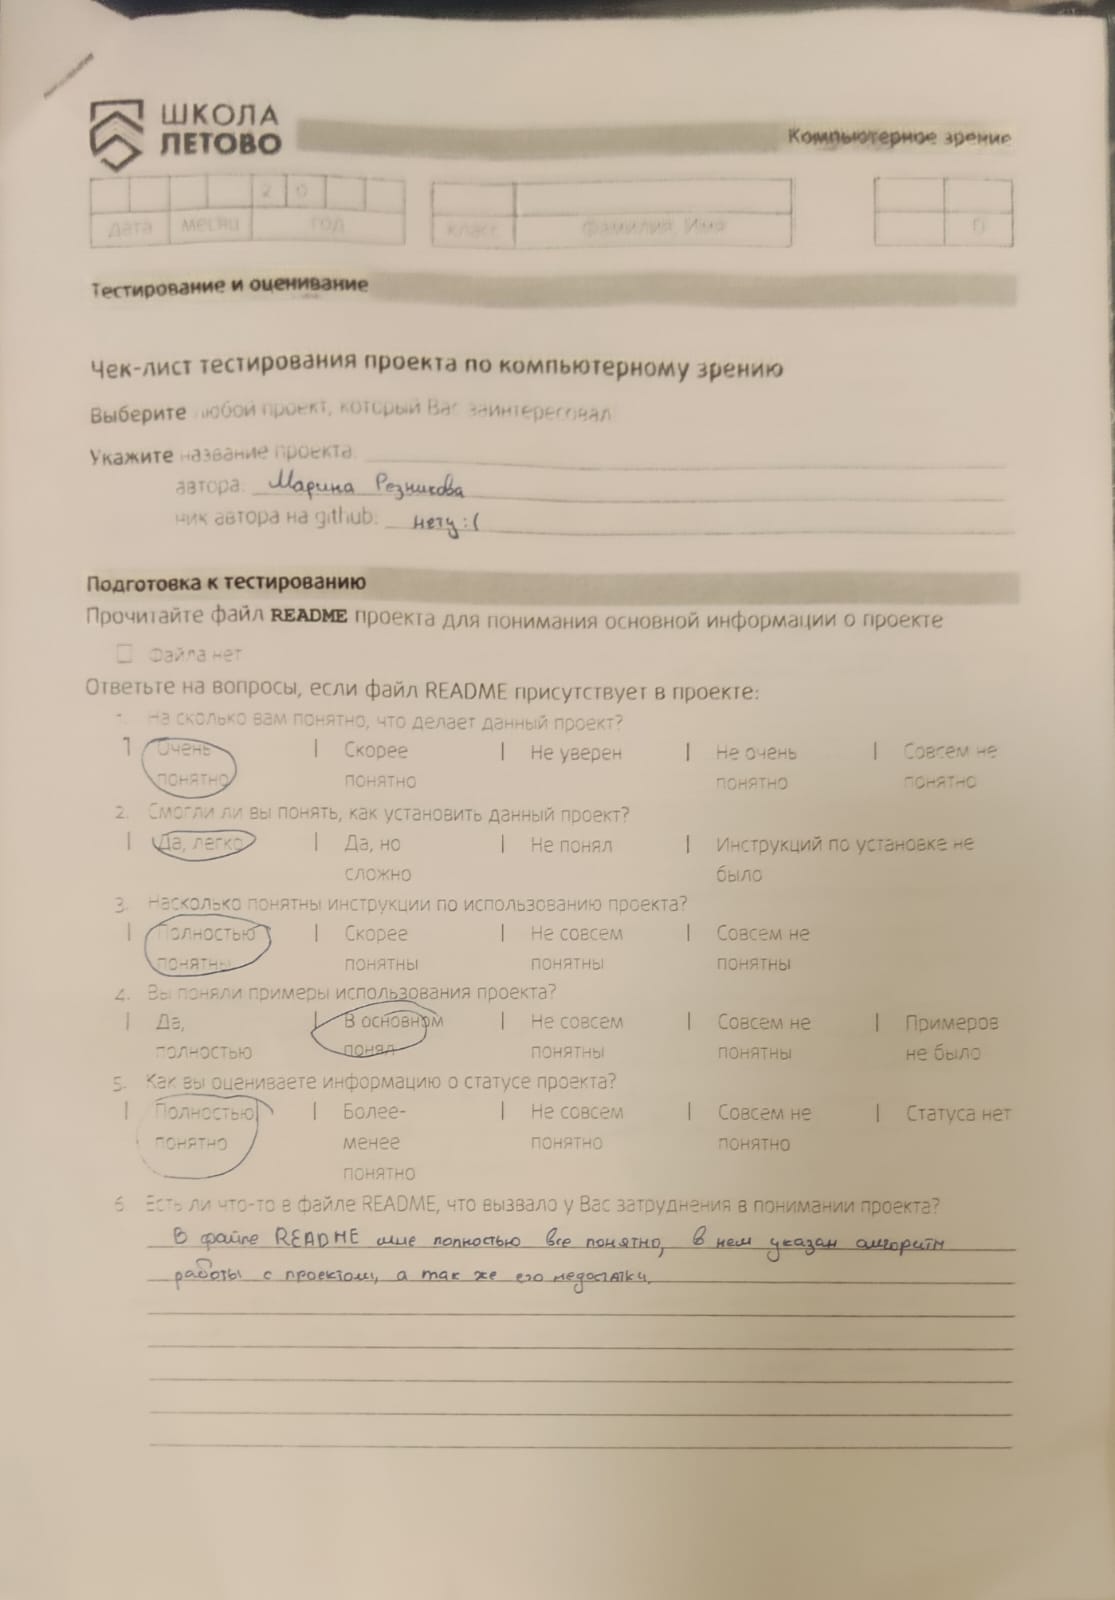 ШКОЛА
ЛЕТОВО
Компьютерное зрение
2 0
дата месяц год класс Фамилия, Имя
Тестирование и оценивание
Чек-лист тестирования проекта по компьютерному зрению
Выберите любой проект, который Вас заинтересовал.
Укажите название проекта:
автора: Марина Резникова
ник автора на github: нету :(
Подготовка к тестированию
Прочитайте файл README проекта для понимания основной информации о проекте
Файла нет
Ответьте на вопросы, если файл README присутствует в проекте:
1. На сколько вам понятно, что делает данный проект?
Очень | Скорее | Не уверен | Не очень | Совсем не
понятно понятно понятно понятно
2. Смогли ли вы понять, как установить данный проект?
| Да, легко | Да, но | Не понял | Инструкций по установке не
сложно было
3. Насколько понятны инструкции по использованию проекта?
| Полностью | Скорее | Не совсем | Совсем не
понятны понятны понятны понятны
4. Вы поняли примеры использования проекта?
| Да, | В основном | Не совсем | Совсем не | Примеров
полностью понял понятны понятны не было
5. Как вы оцениваете информацию о статусе проекта?
| Полностью | Более- | Не совсем | Совсем не | Статуса нет
понятно менее понятно понятно
понятно
6. Есть ли что-то в файле README, что вызвало у Вас затруднения в понимании проекта?
В файле README мне полностью все понятно, в нем указан алгоритм
работы с проектом, а так же его недостатки.